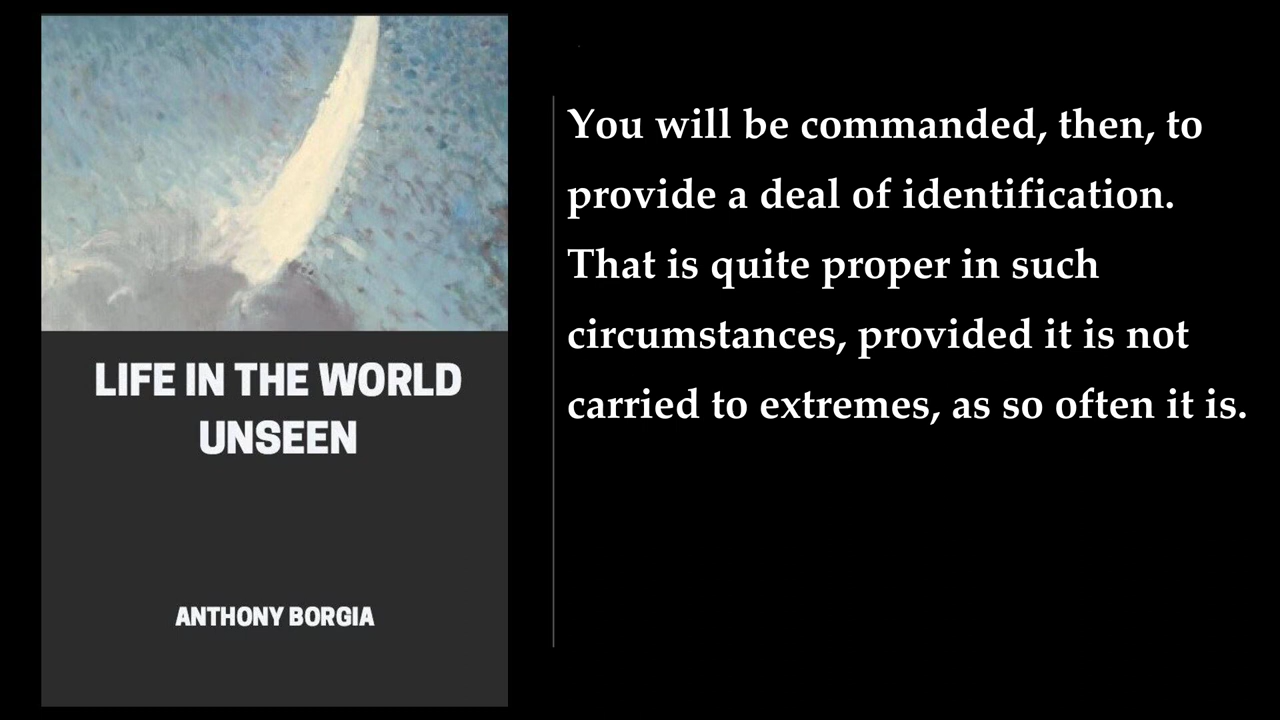 LIFE IN THE WORLD
UNSEEN
ANTHONY BORGIA
You will be commanded, then, to
provide a deal of identification.
That is quite proper in such
circumstances, provided it is not
carried to extremes, as so often it is.